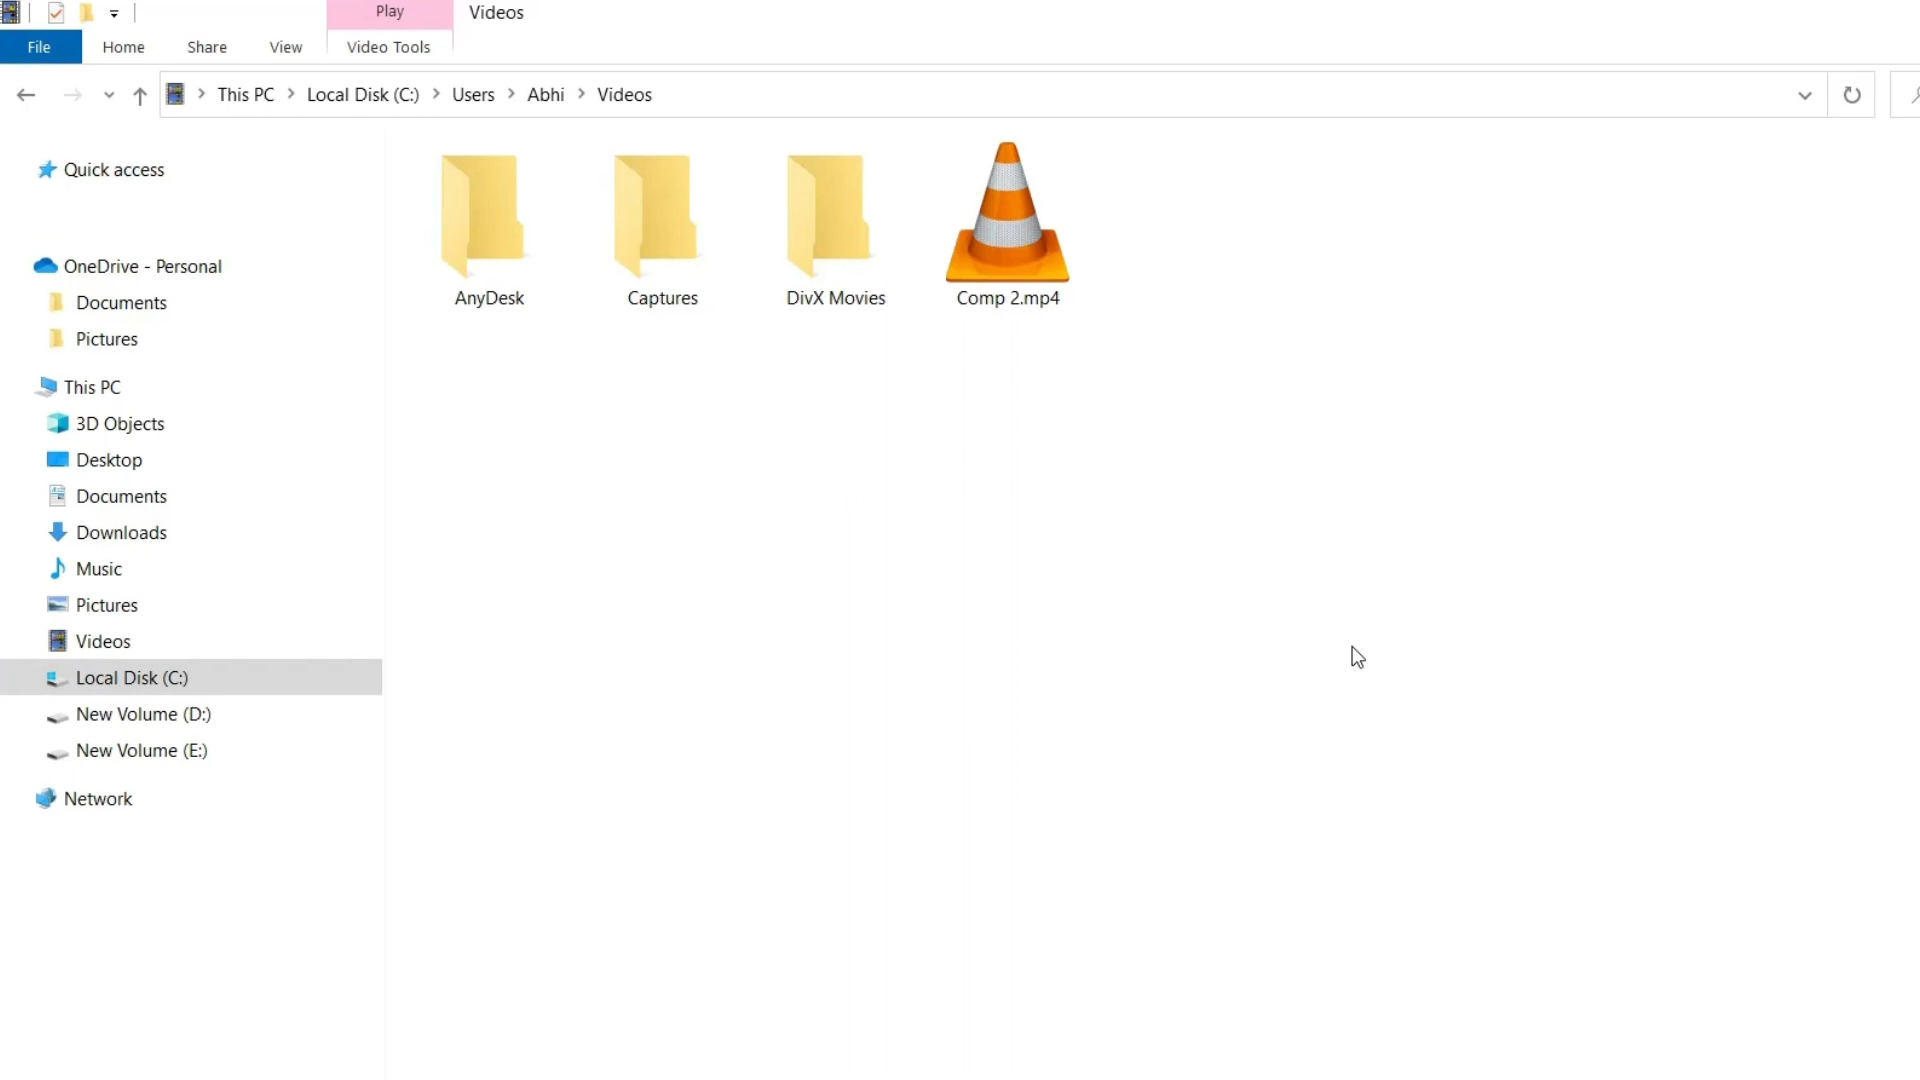 Play
Videos
File
Home
Share
View
Video Tools
This PC
Local Disk (C:)
Users
Abhi
Videos
Quick access
OneDrive - Personal
Documents
Pictures
This PC
3D Objects
Desktop
Documents
Downloads
Music
Pictures
Videos
Local Disk (C:)
New Volume (D:)
New Volume (E:)
Network
AnyDesk
Captures
DivX Movies
Comp 2.mp4